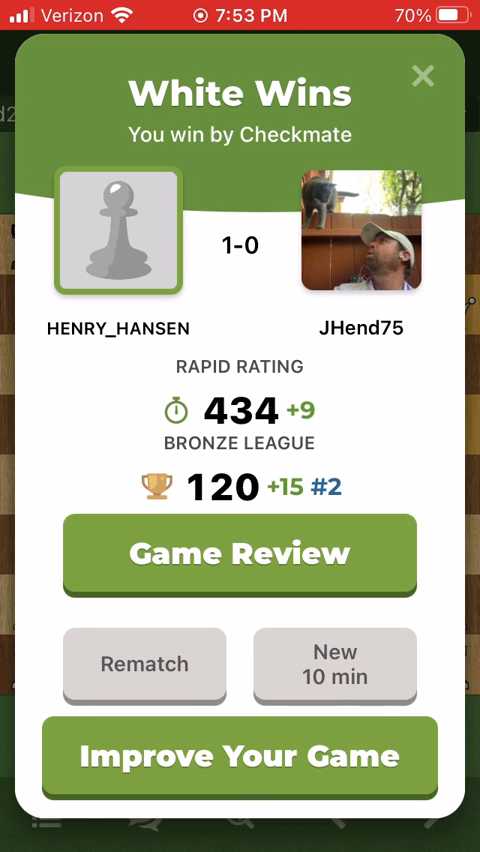 Verizon 7:53 PM 70%
White Wins
You win by Checkmate
1-0
HENRY_HANSEN JHend75
RAPID RATING
434 +9
BRONZE LEAGUE
120 +15 #2
Game Review
Rematch
New
10 min
Improve Your Game